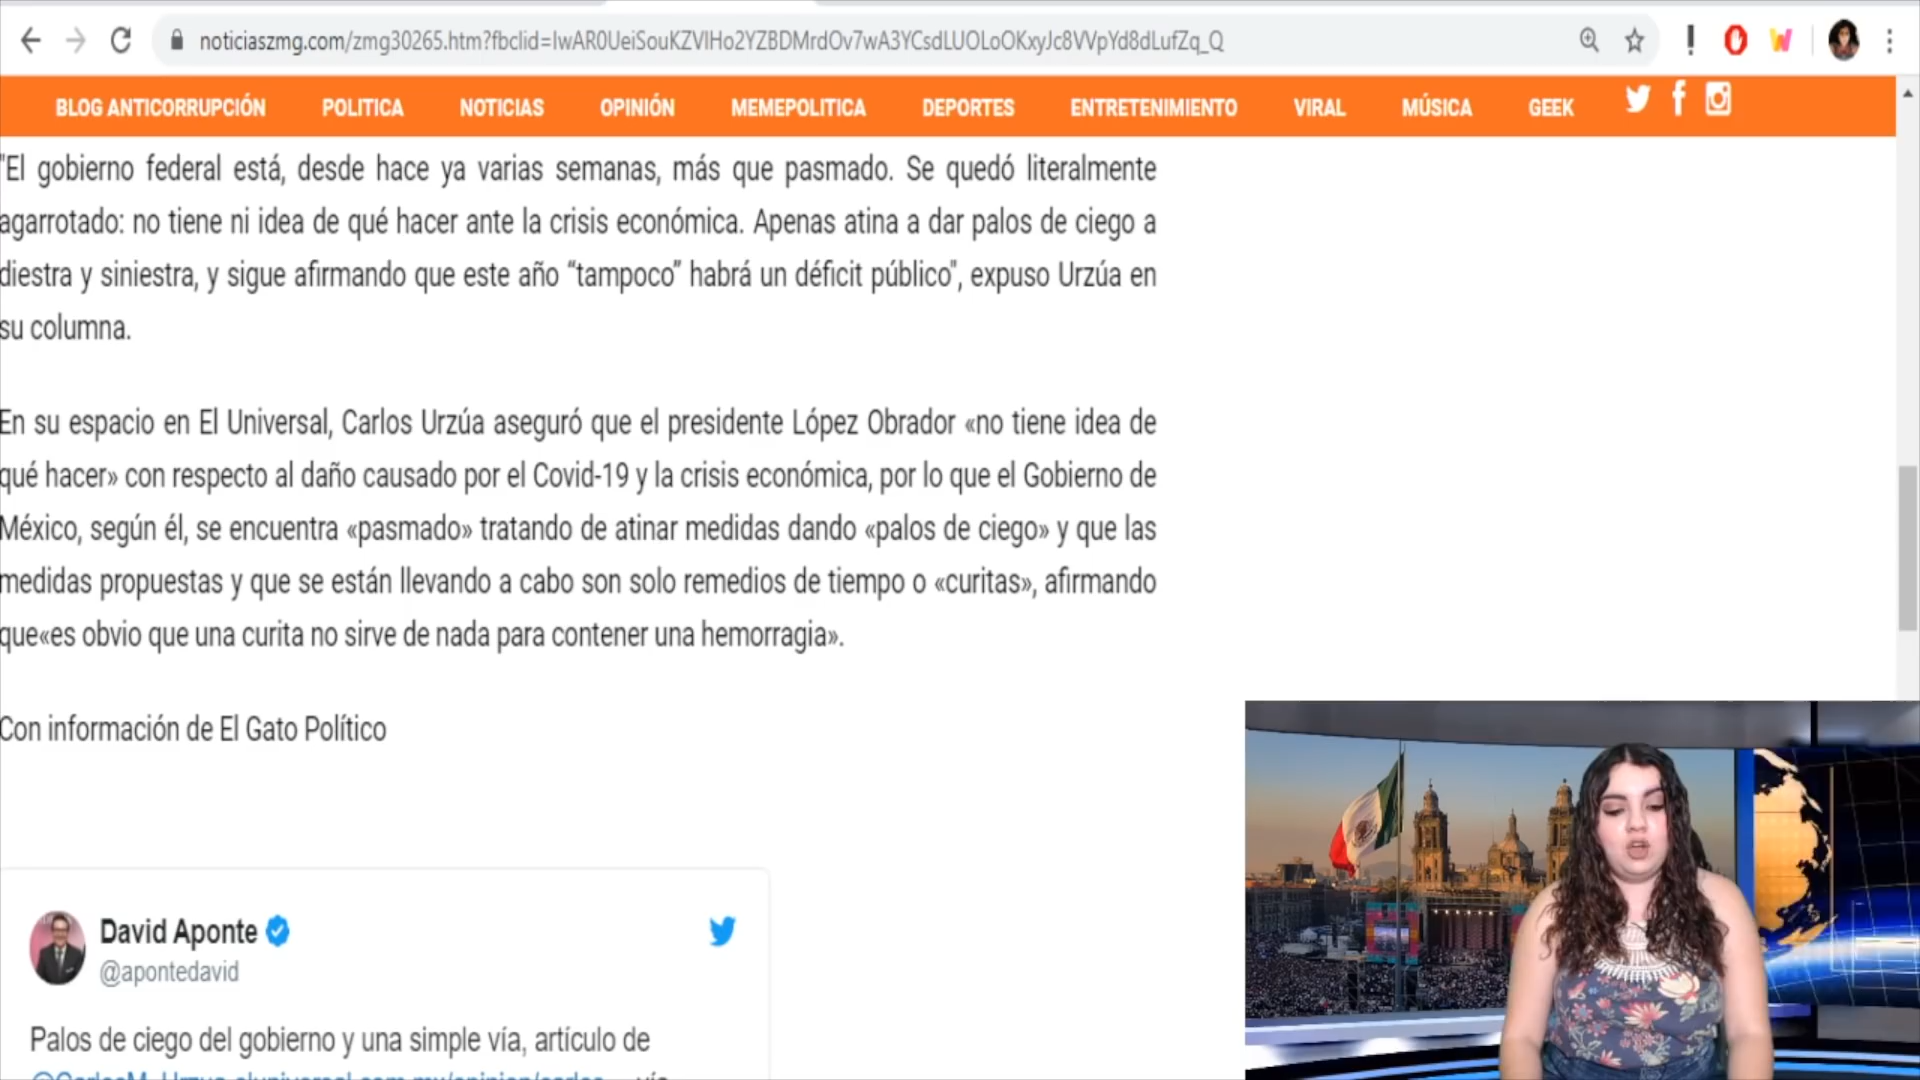 noticiaszmg.com/zmg30265.htm?fbclid=IwAR0UeiSouKZVIHo2YZBDMrdOv7wA3YCsdLUOLoOKxyJc8VVpYd8dLufZq_Q
BLOG ANTICORRUPCIÓN POLITICA NOTICIAS OPINIÓN MEMEPOLITICA DEPORTES ENTRETENIMIENTO VIRAL MÚSICA GEEK
"El gobierno federal está, desde hace ya varias semanas, más que pasmado. Se quedó literalmente
agarrotado: no tiene ni idea de qué hacer ante la crisis económica. Apenas atina a dar palos de ciego a
diestra y siniestra, y sigue afirmando que este año “tampoco” habrá un déficit público", expuso Urzúa en
su columna.
En su espacio en El Universal, Carlos Urzúa aseguró que el presidente López Obrador «no tiene idea de
qué hacer» con respecto al daño causado por el Covid-19 y la crisis económica, por lo que el Gobierno de
México, según él, se encuentra «pasmado» tratando de atinar medidas dando «palos de ciego» y que las
medidas propuestas y que se están llevando a cabo son solo remedios de tiempo o «curitas», afirmando
que«es obvio que una curita no sirve de nada para contener una hemorragia».
Con información de El Gato Político
David Aponte
@apontedavid
Palos de ciego del gobierno y una simple vía, artículo de